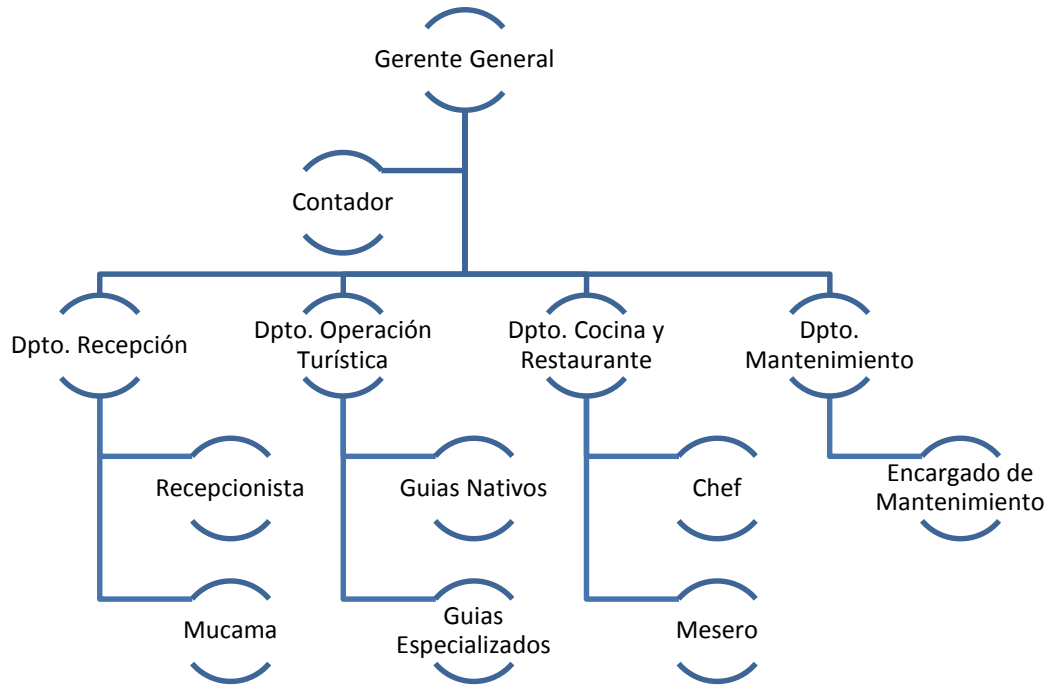 Gerente General
Contador
Dpto. Recepción
Dpto. Operación
Turística
Dpto. Cocina y
Restaurante
Dpto.
Mantenimiento
Recepcionista
Guias Nativos
Chef
Encargado de
Mantenimiento
Mucama
Guias
Especializados
Mesero